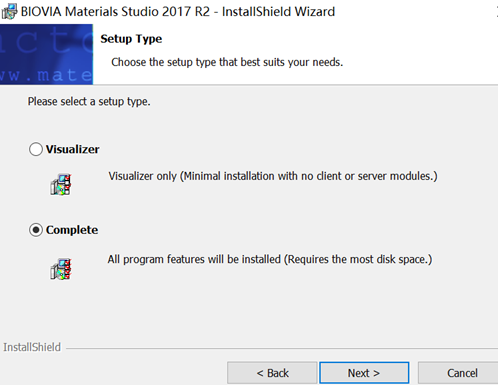 BIOVIA Materials Studio 2017 R2 - InstallShield Wizard
Setup Type
Choose the setup type that best suits your needs.
www.mate
Please select a setup type.
Visualizer
Visualizer only (Minimal installation with no client or server modules.)
Complete
All program features will be installed (Requires the most disk space.)
InstallShield
< Back
Next >
Cancel